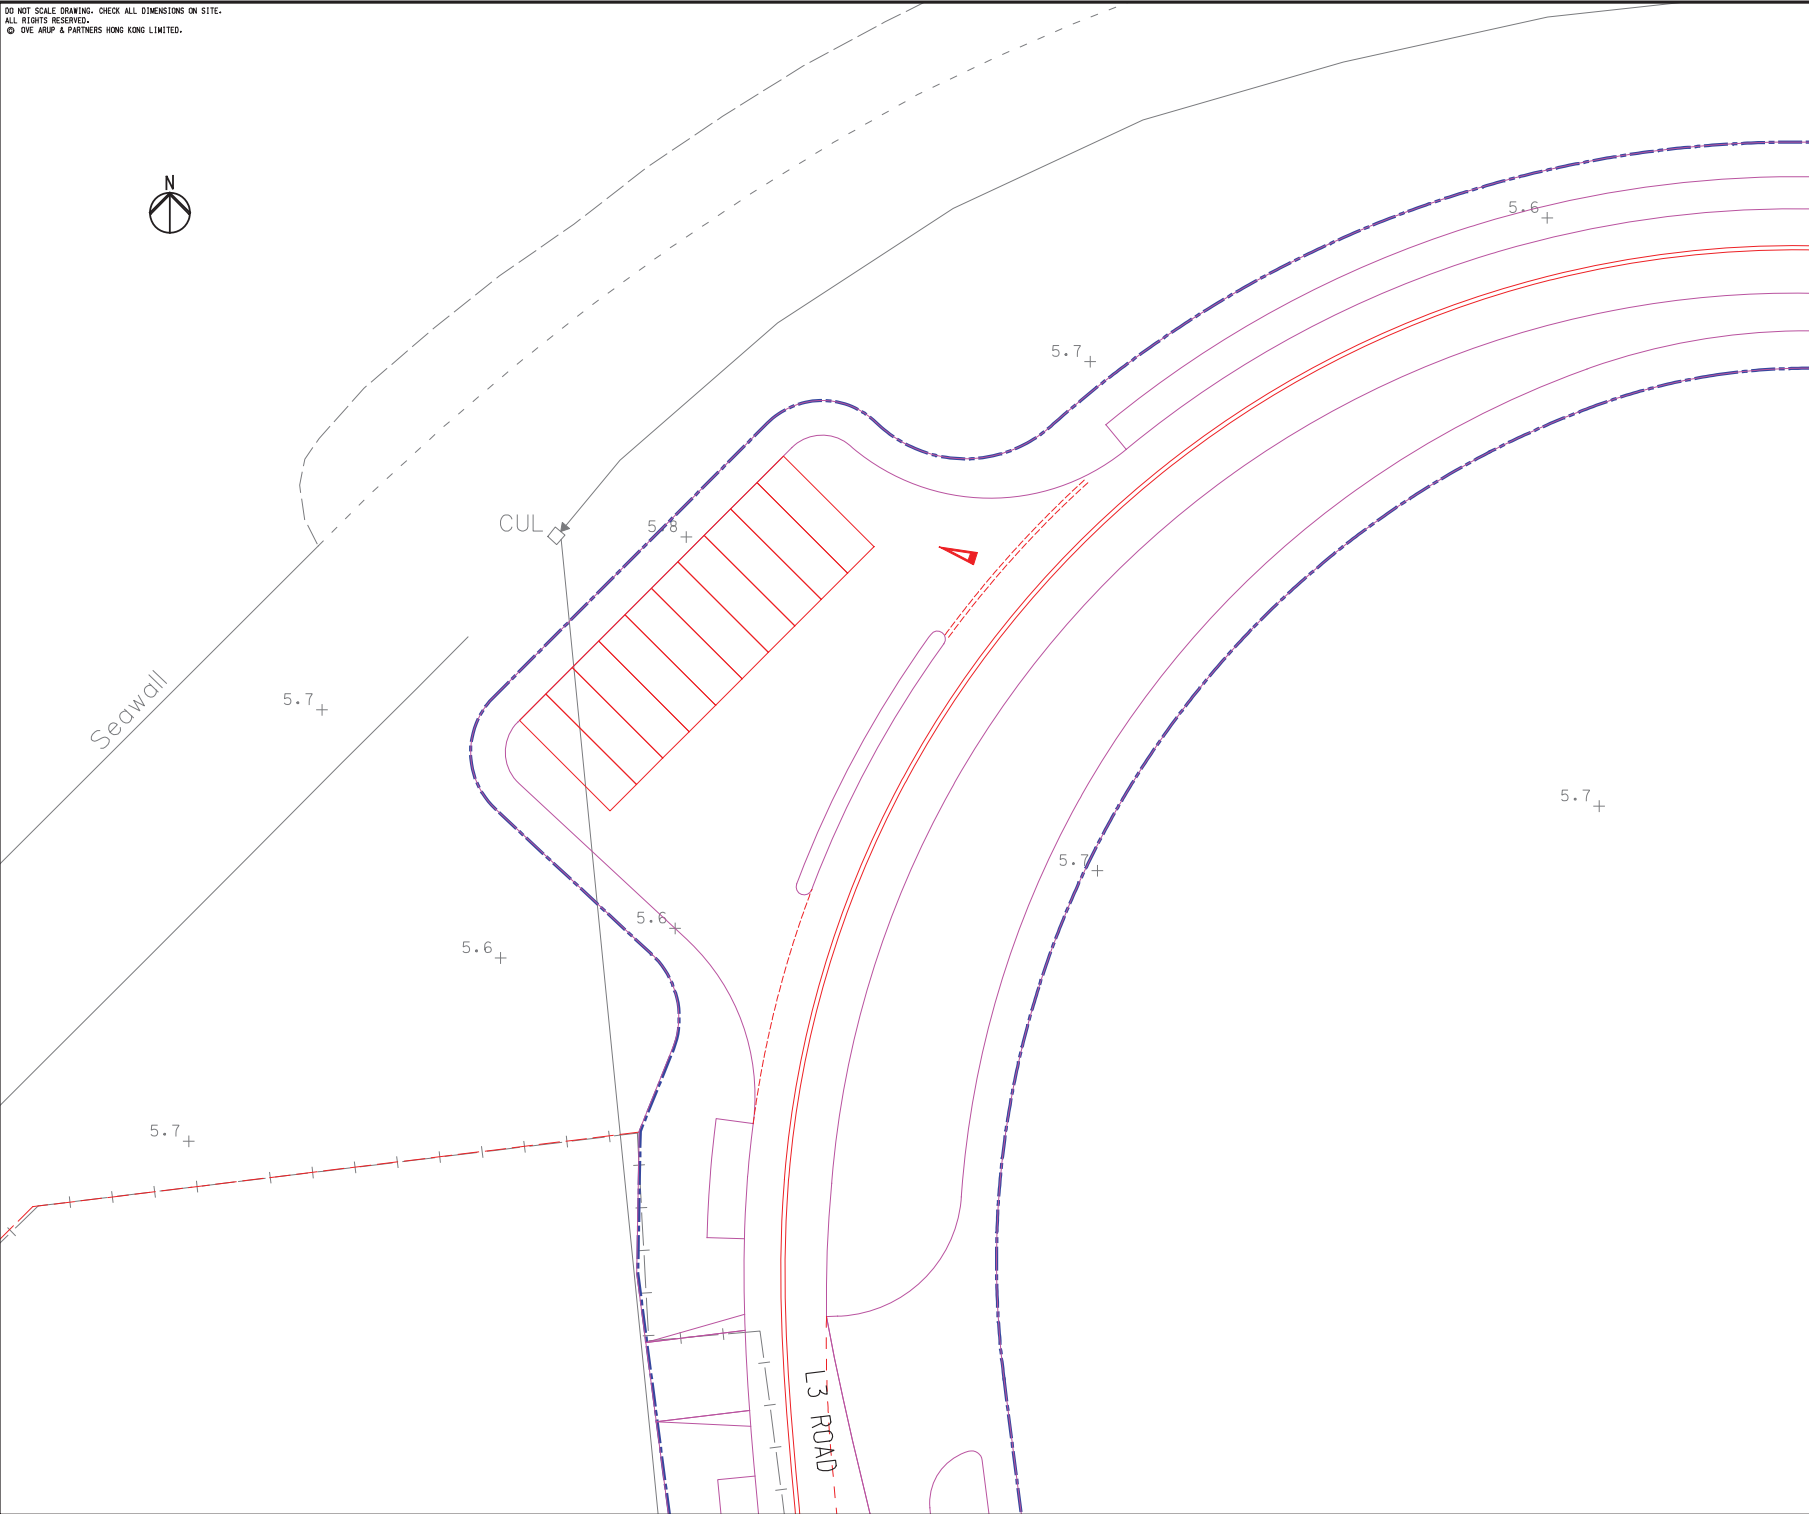 DO NOT SCALE DRAWING. CHECK ALL DIMENSIONS ON SITE.
ALL RIGHTS RESERVED.
© OVE ARUP & PARTNERS HONG KONG LIMITED.
N
5.6
5.7
CUL
5.8
Seawall
5.7
5.7
5.7
5.6
5.6
5.7
L3 ROAD